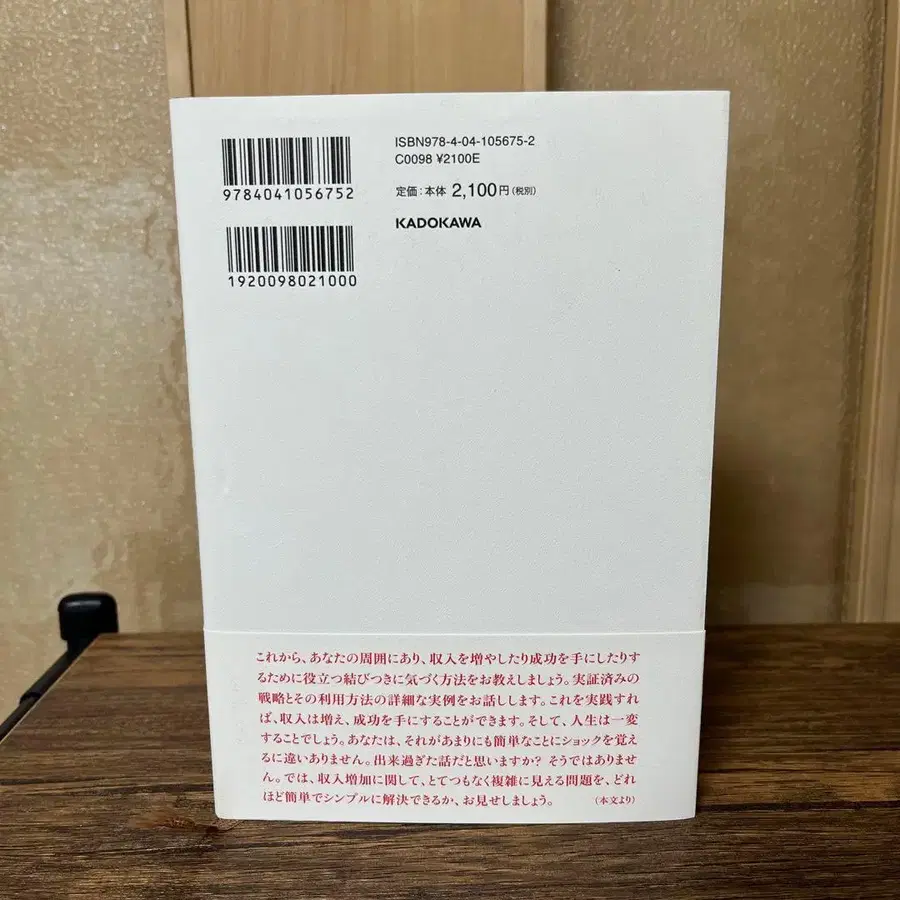 ISBN978-4-04-105675-2
C0098 ¥2100E
9784041056752
定価:本体 2,100円(税別)
KADOKAWA
1920098021000
これから、あなたの周囲にあり、収入を増やしたり成功を手にしたりす
るために役立つ結びつきに気づく方法をお教えしましょう。実証済みの
戦略とその利用方法の詳細な実例をお話しします。これを実践すれ
ば、収入は増え、成功を手にすることができます。そして、人生は一変
することでしょう。あなたは、それがあまりにも簡単なことにショックを覚え
るに違いありません。出来過ぎた話だと思いますか? そうではありませ
ん。では、収入増加に関して、とてつもなく複雑に見える問題を、どれ
ほど簡単でシンプルに解決できるか、お見せしましょう。 (本文より)